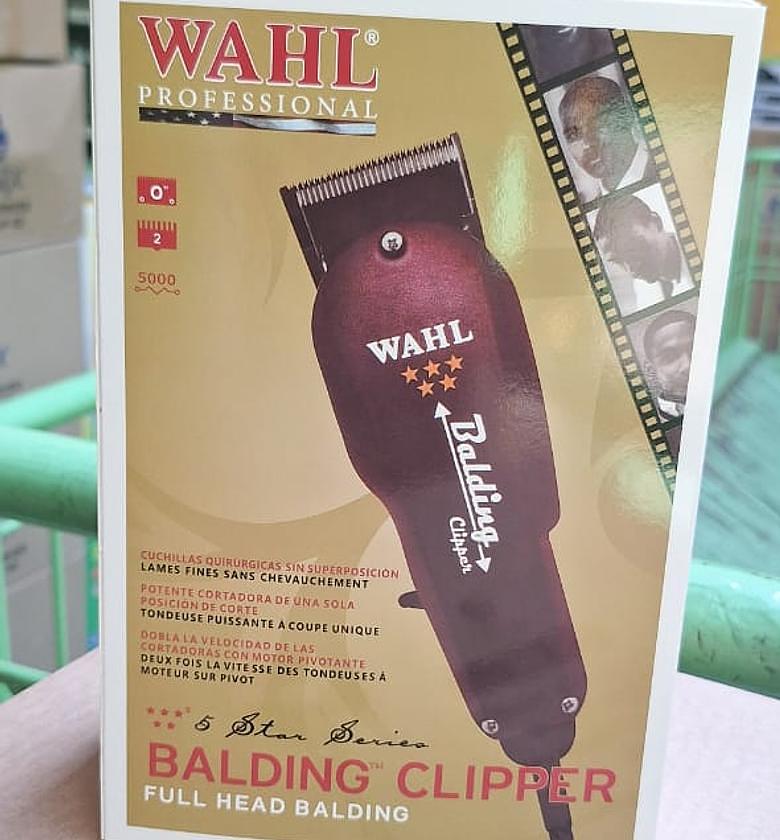 WAHL®
PROFESSIONAL
0"
2
5000
WAHL
Balding
Clipper
CUCHILLAS QUIRÚRGICAS SIN SUPERPOSICIÓN
LAMES FINES SANS CHEVAUCHEMENT
POTENTE CORTADORA DE UNA SOLA
POSICIÓN DE CORTE
TONDEUSE PUISSANTE À COUPE UNIQUE
DOBLA LA VELOCIDAD DE LAS
CORTADORAS CON MOTOR PIVOTANTE
DEUX FOIS LA VITESSE DES TONDEUSES À
MOTEUR SUR PIVOT
5 Star Series
BALDING™ CLIPPER
FULL HEAD BALDING